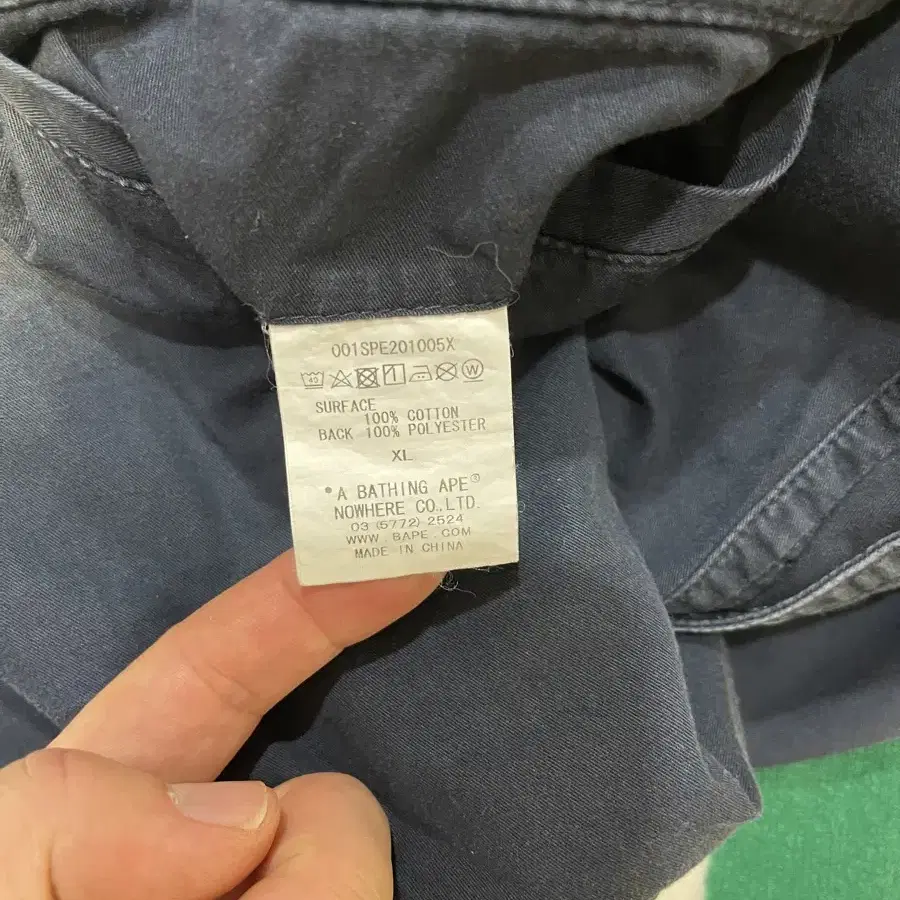 001SPE201005X
40
SURFACE
100% COTTON
BACK 100% POLYESTER
XL
A BATHING APE®
NOWHERE CO.,LTD.
03 (5772) 2524
WWW.BAPE.COM
MADE IN CHINA